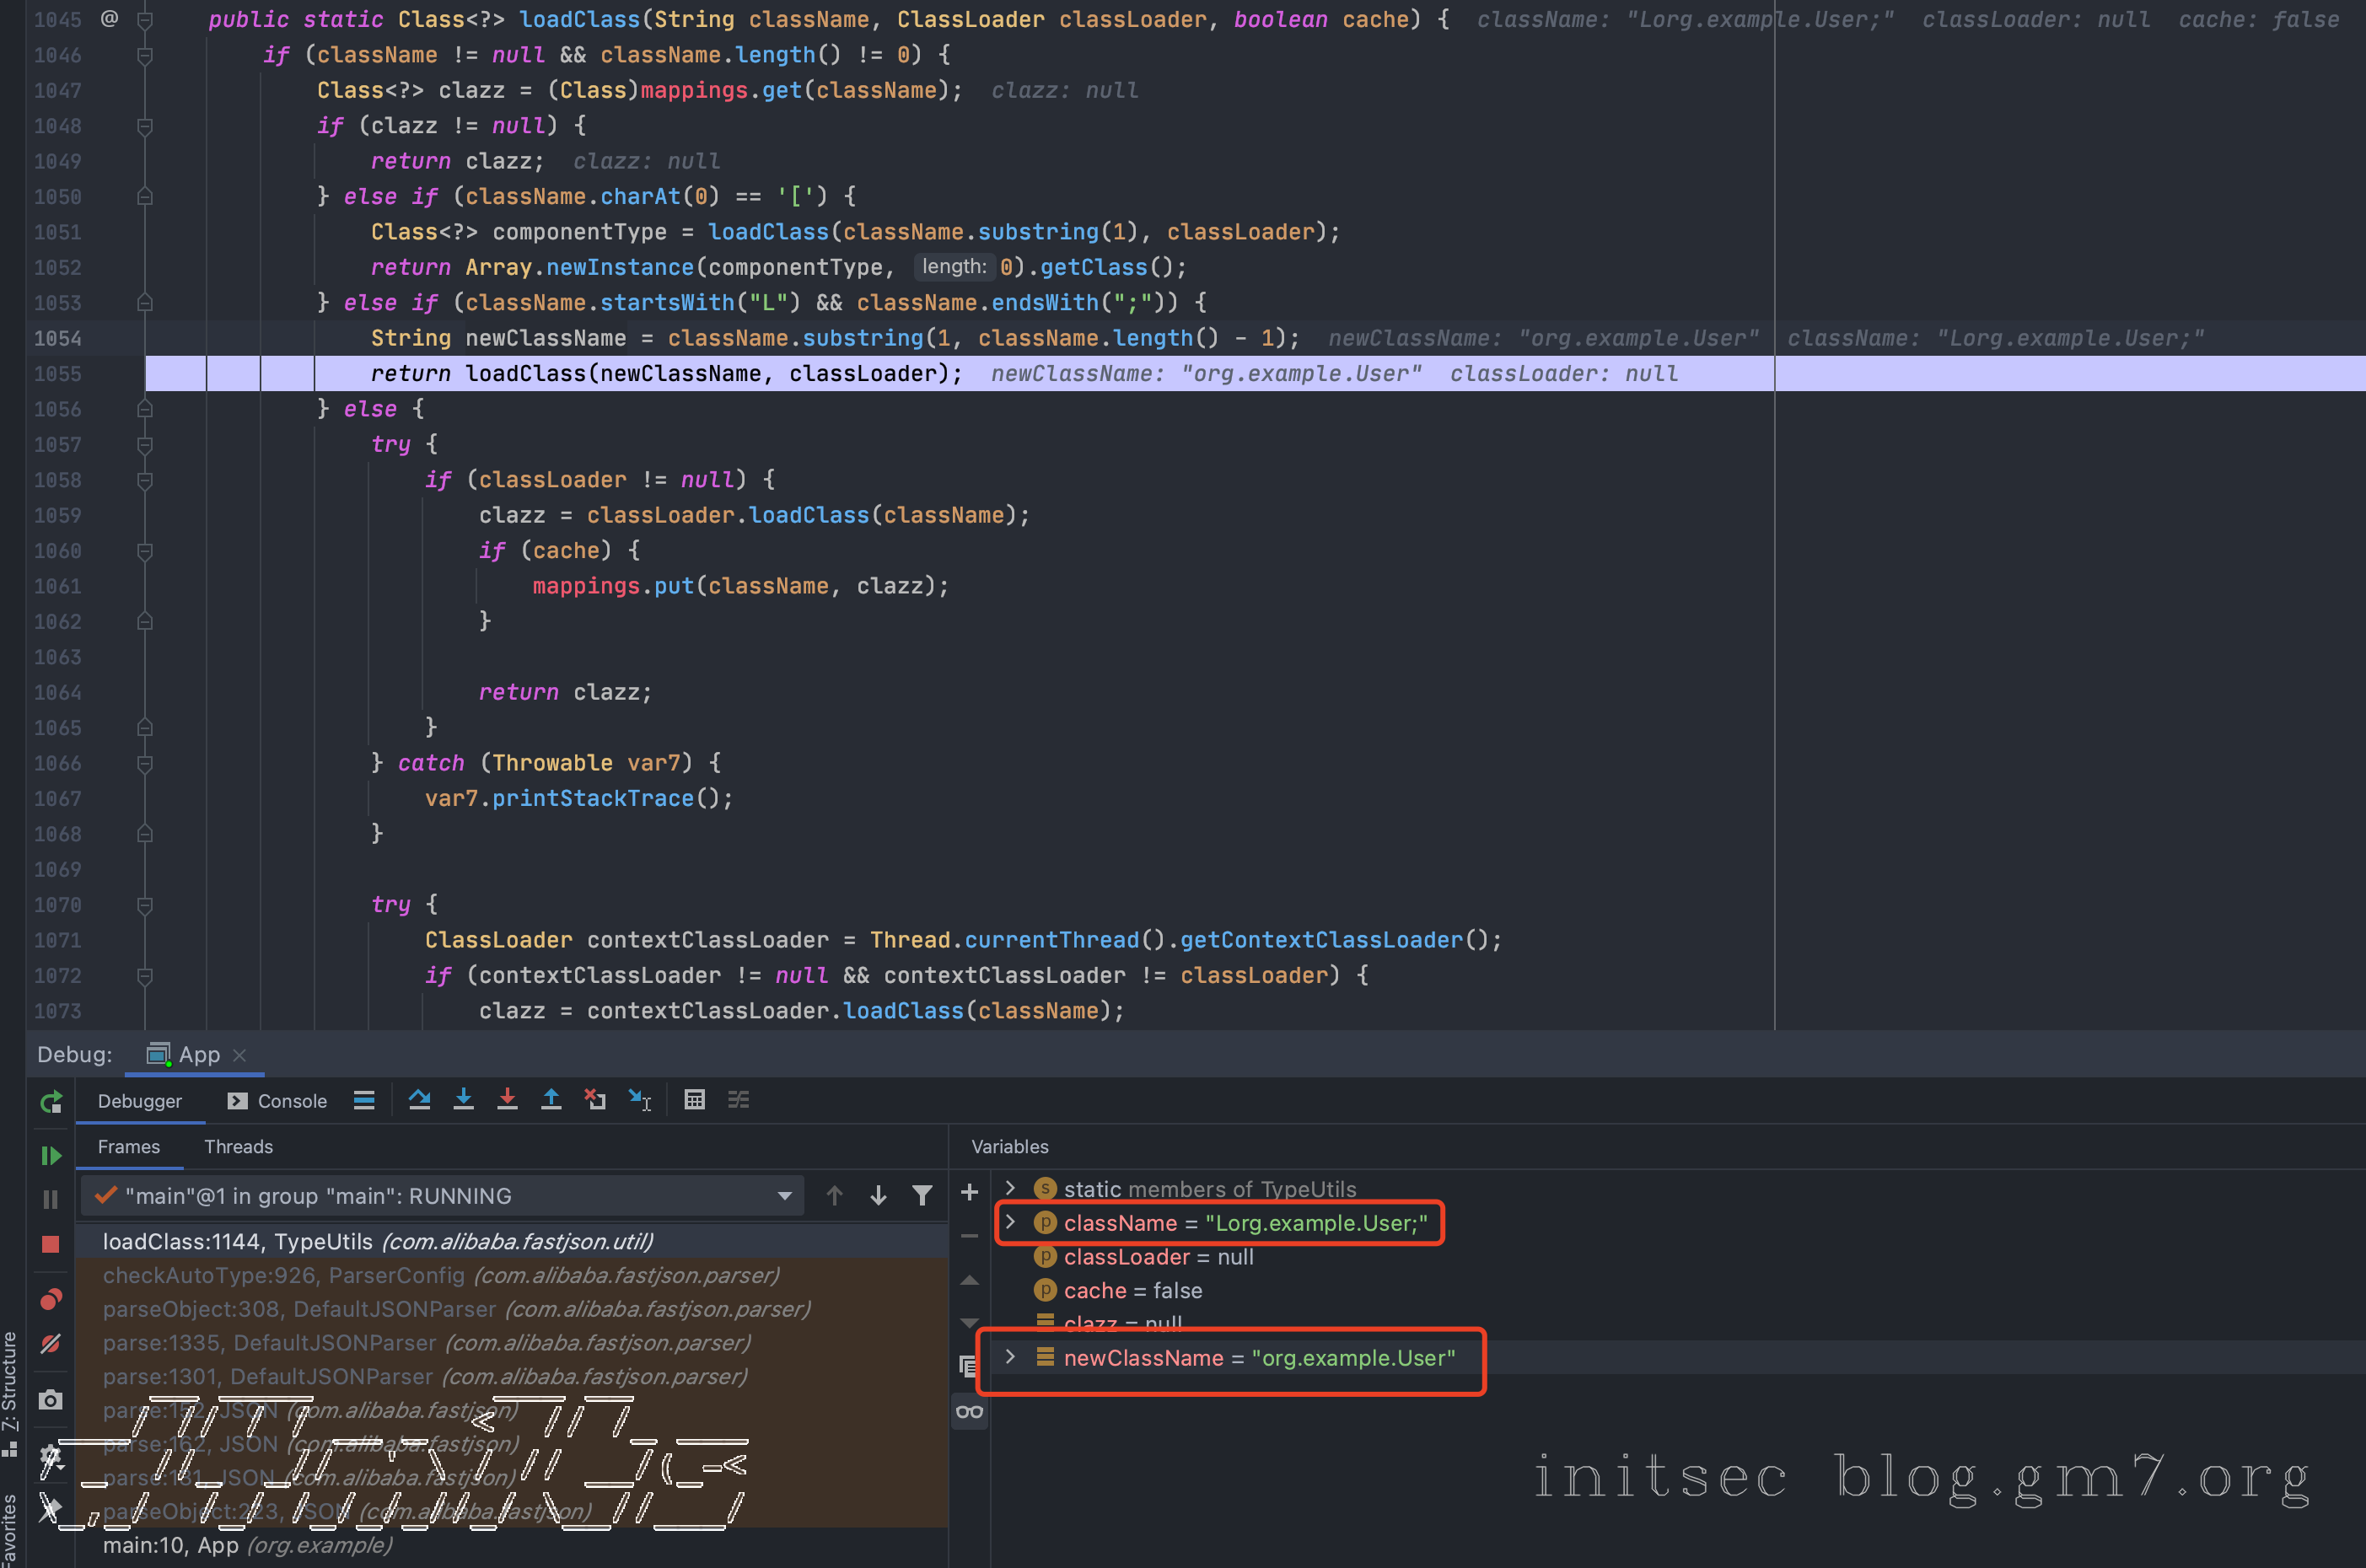 1045 @ public static Class<?> loadClass(String className, ClassLoader classLoader, boolean cache) { className: "Lorg.example.User;" classLoader: null cache: false
1046 if (className != null && className.length() != 0) {
1047 Class<?> clazz = (Class)mappings.get(className); clazz: null
1048 if (clazz != null) {
1049 return clazz; clazz: null
1050 } else if (className.charAt(0) == '[') {
1051 Class<?> componentType = loadClass(className.substring(1), classLoader);
1052 return Array.newInstance(componentType, length: 0).getClass();
1053 } else if (className.startsWith("L") && className.endsWith(";")) {
1054 String newClassName = className.substring(1, className.length() - 1); newClassName: "org.example.User" className: "Lorg.example.User;"
1055 return loadClass(newClassName, classLoader); newClassName: "org.example.User" classLoader: null
1056 } else {
1057 try {
1058 if (classLoader != null) {
1059 clazz = classLoader.loadClass(className);
1060 if (cache) {
1061 mappings.put(className, clazz);
1062 }
1063
1064 return clazz;
1065 }
1066 } catch (Throwable var7) {
1067 var7.printStackTrace();
1068 }
1069
1070 try {
1071 ClassLoader contextClassLoader = Thread.currentThread().getContextClassLoader();
1072 if (contextClassLoader != null && contextClassLoader != classLoader) {
1073 clazz = contextClassLoader.loadClass(className);
Debug: App
Debugger Console
Frames Threads
"main"@1 in group "main": RUNNING
loadClass:1144, TypeUtils (com.alibaba.fastjson.util)
checkAutoType:926, ParserConfig (com.alibaba.fastjson.parser)
parseObject:308, DefaultJSONParser (com.alibaba.fastjson.parser)
parse:1335, DefaultJSONParser (com.alibaba.fastjson.parser)
parse:1301, DefaultJSONParser (com.alibaba.fastjson.parser)
parse:152, JSON (com.alibaba.fastjson)
parse:162, JSON (com.alibaba.fastjson)
parse:131, JSON (com.alibaba.fastjson)
parseObject:223, JSON (com.alibaba.fastjson)
main:10, App (org.example)
Variables
static members of TypeUtils
className = "Lorg.example.User;"
classLoader = null
cache = false
clazz = null
newClassName = "org.example.User"
Z: Structure
Favorites
initsec blog.gm7.org